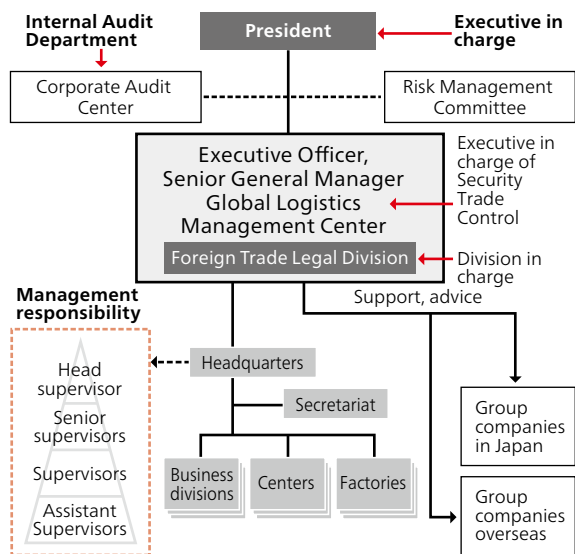 Internal Audit
Department
President
Executive in
charge
Corporate Audit
Center
Risk Management
Committee
Executive Officer,
Senior General Manager
Global Logistics
Management Center
Foreign Trade Legal Division
Executive in
charge of
Security
Trade
Control
Division in
charge
Support, advice
Management
responsibility
Head
supervisor
Senior
supervisors
Supervisors
Assistant
Supervisors
Headquarters
Secretariat
Business
divisions
Centers
Factories
Group
companies
in Japan
Group
companies
overseas